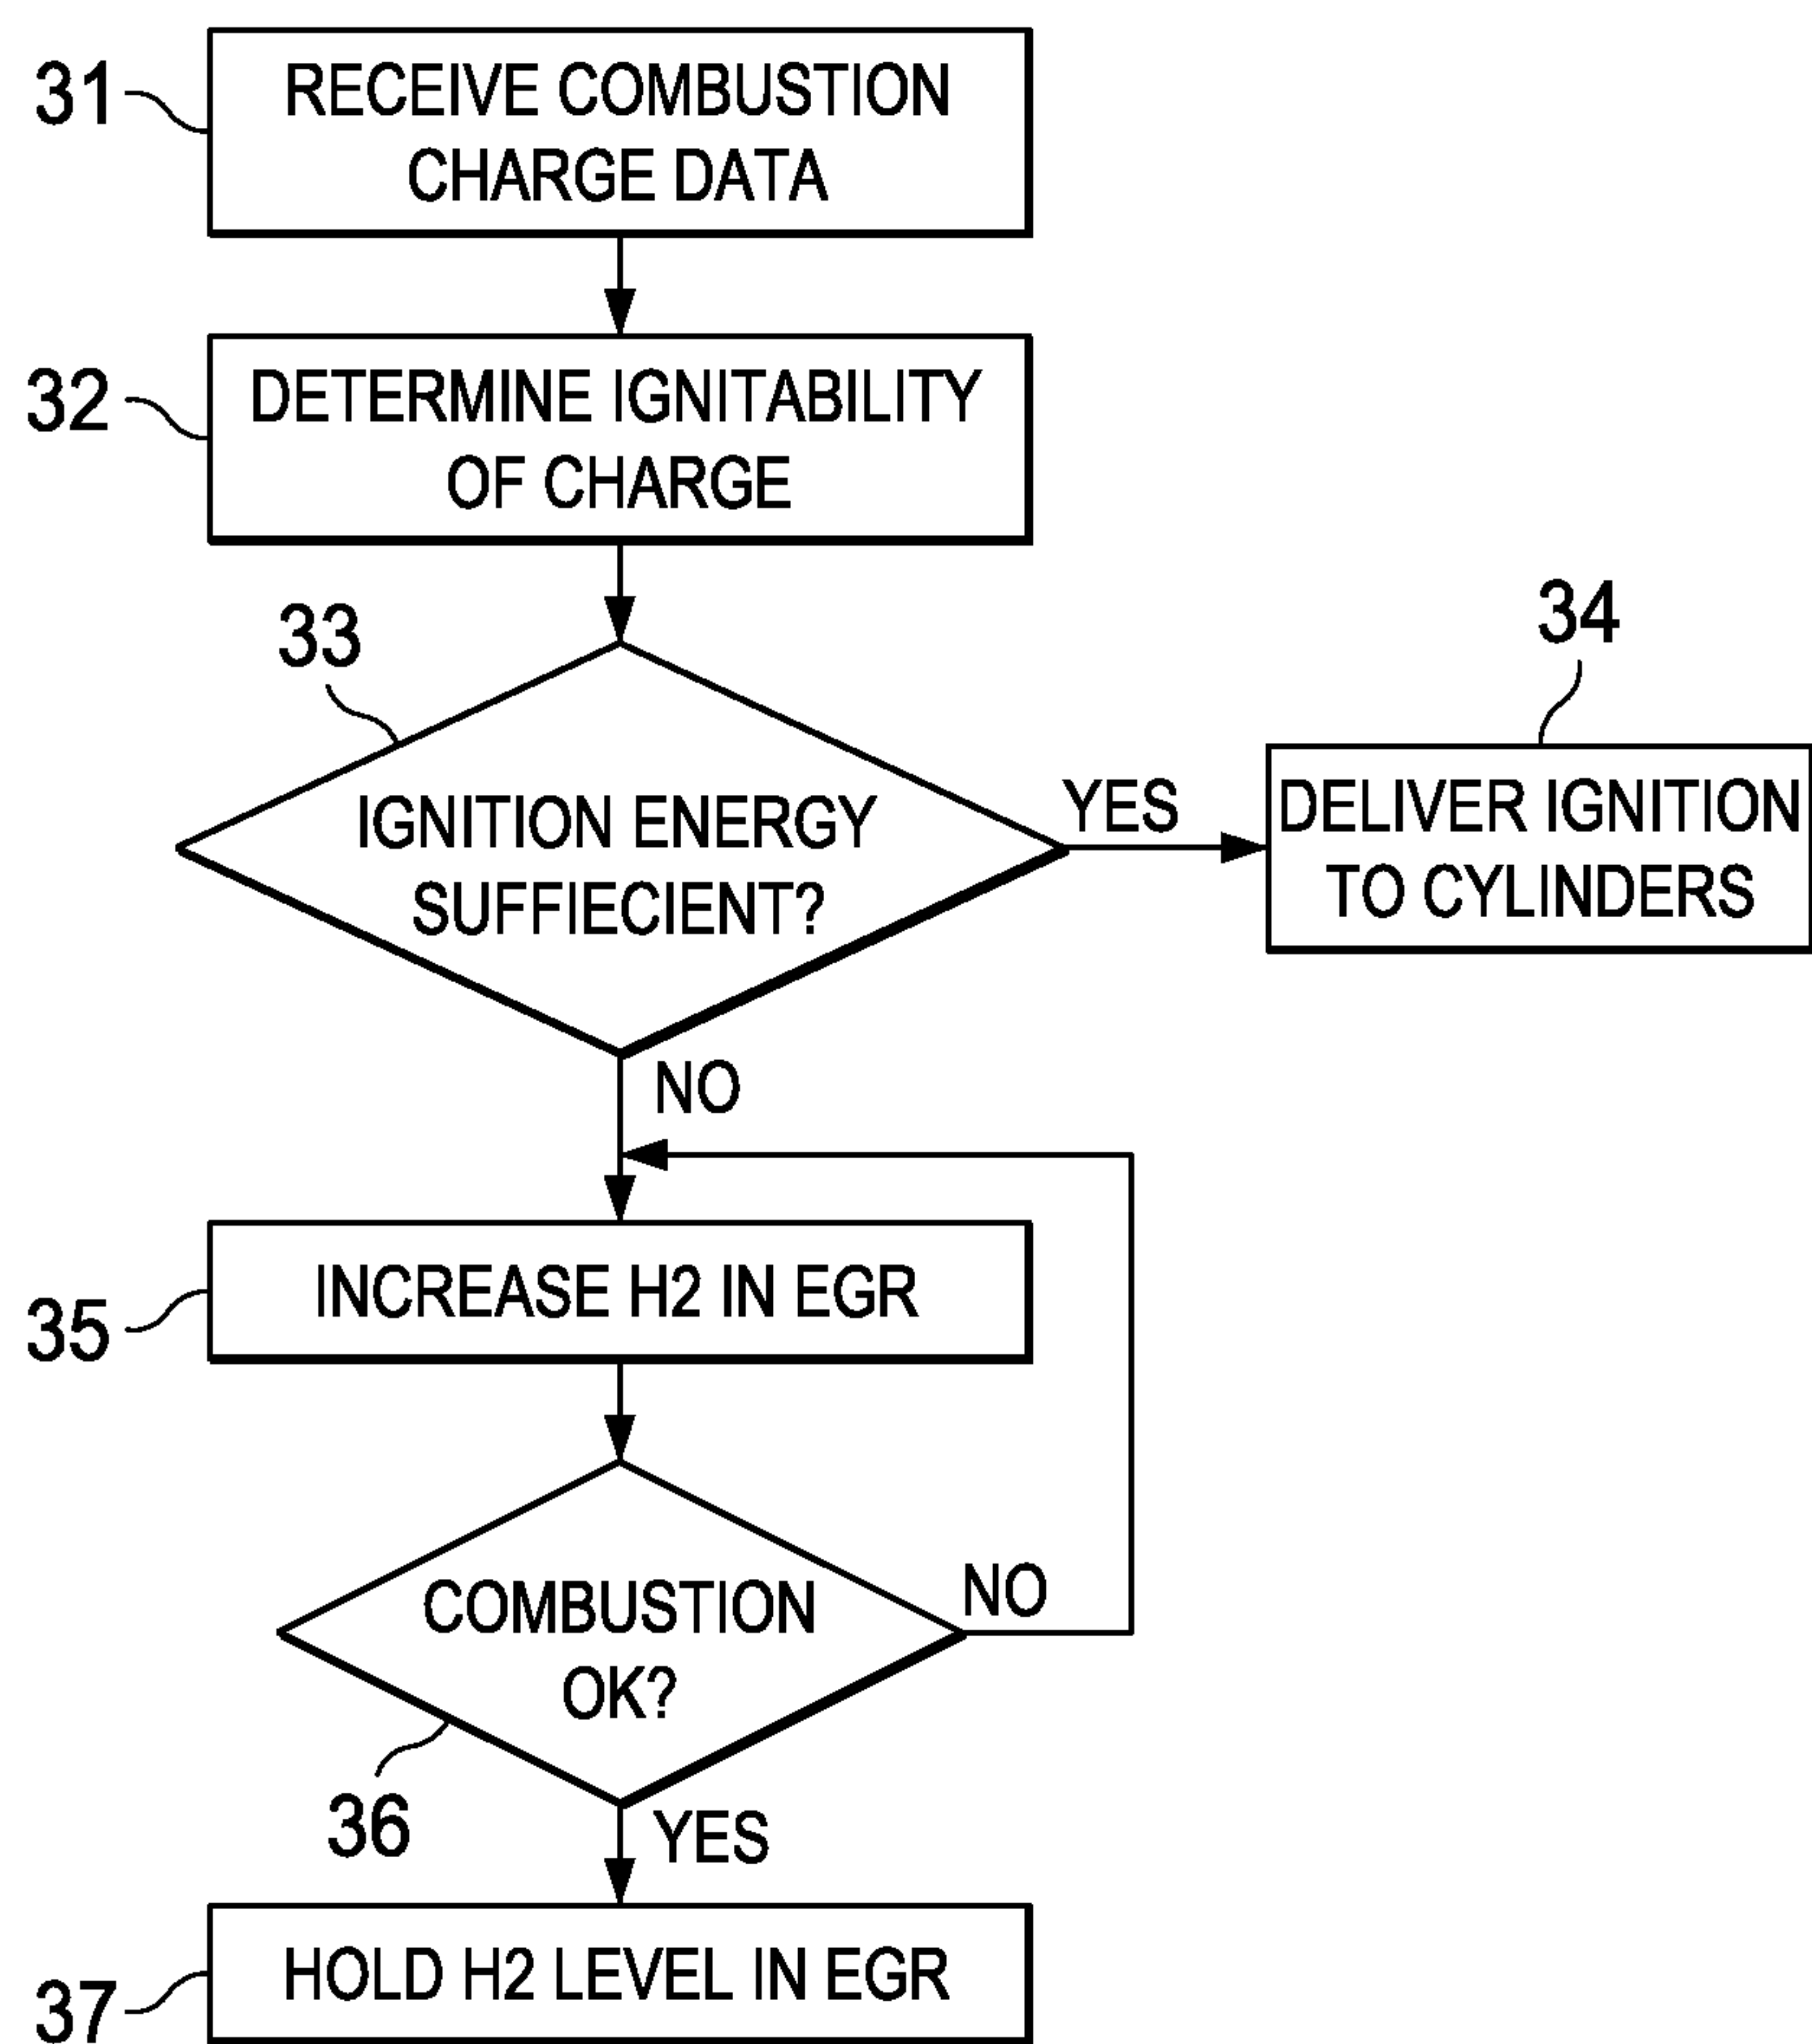 31
RECEIVE COMBUSTION
CHARGE DATA
32
DETERMINE IGNITABILITY
OF CHARGE
33
IGNITION ENERGY
SUFFIECIENT?
YES
34
DELIVER IGNITION
TO CYLINDERS
NO
35
INCREASE H2 IN EGR
COMBUSTION
OK?
NO
36
YES
37
HOLD H2 LEVEL IN EGR